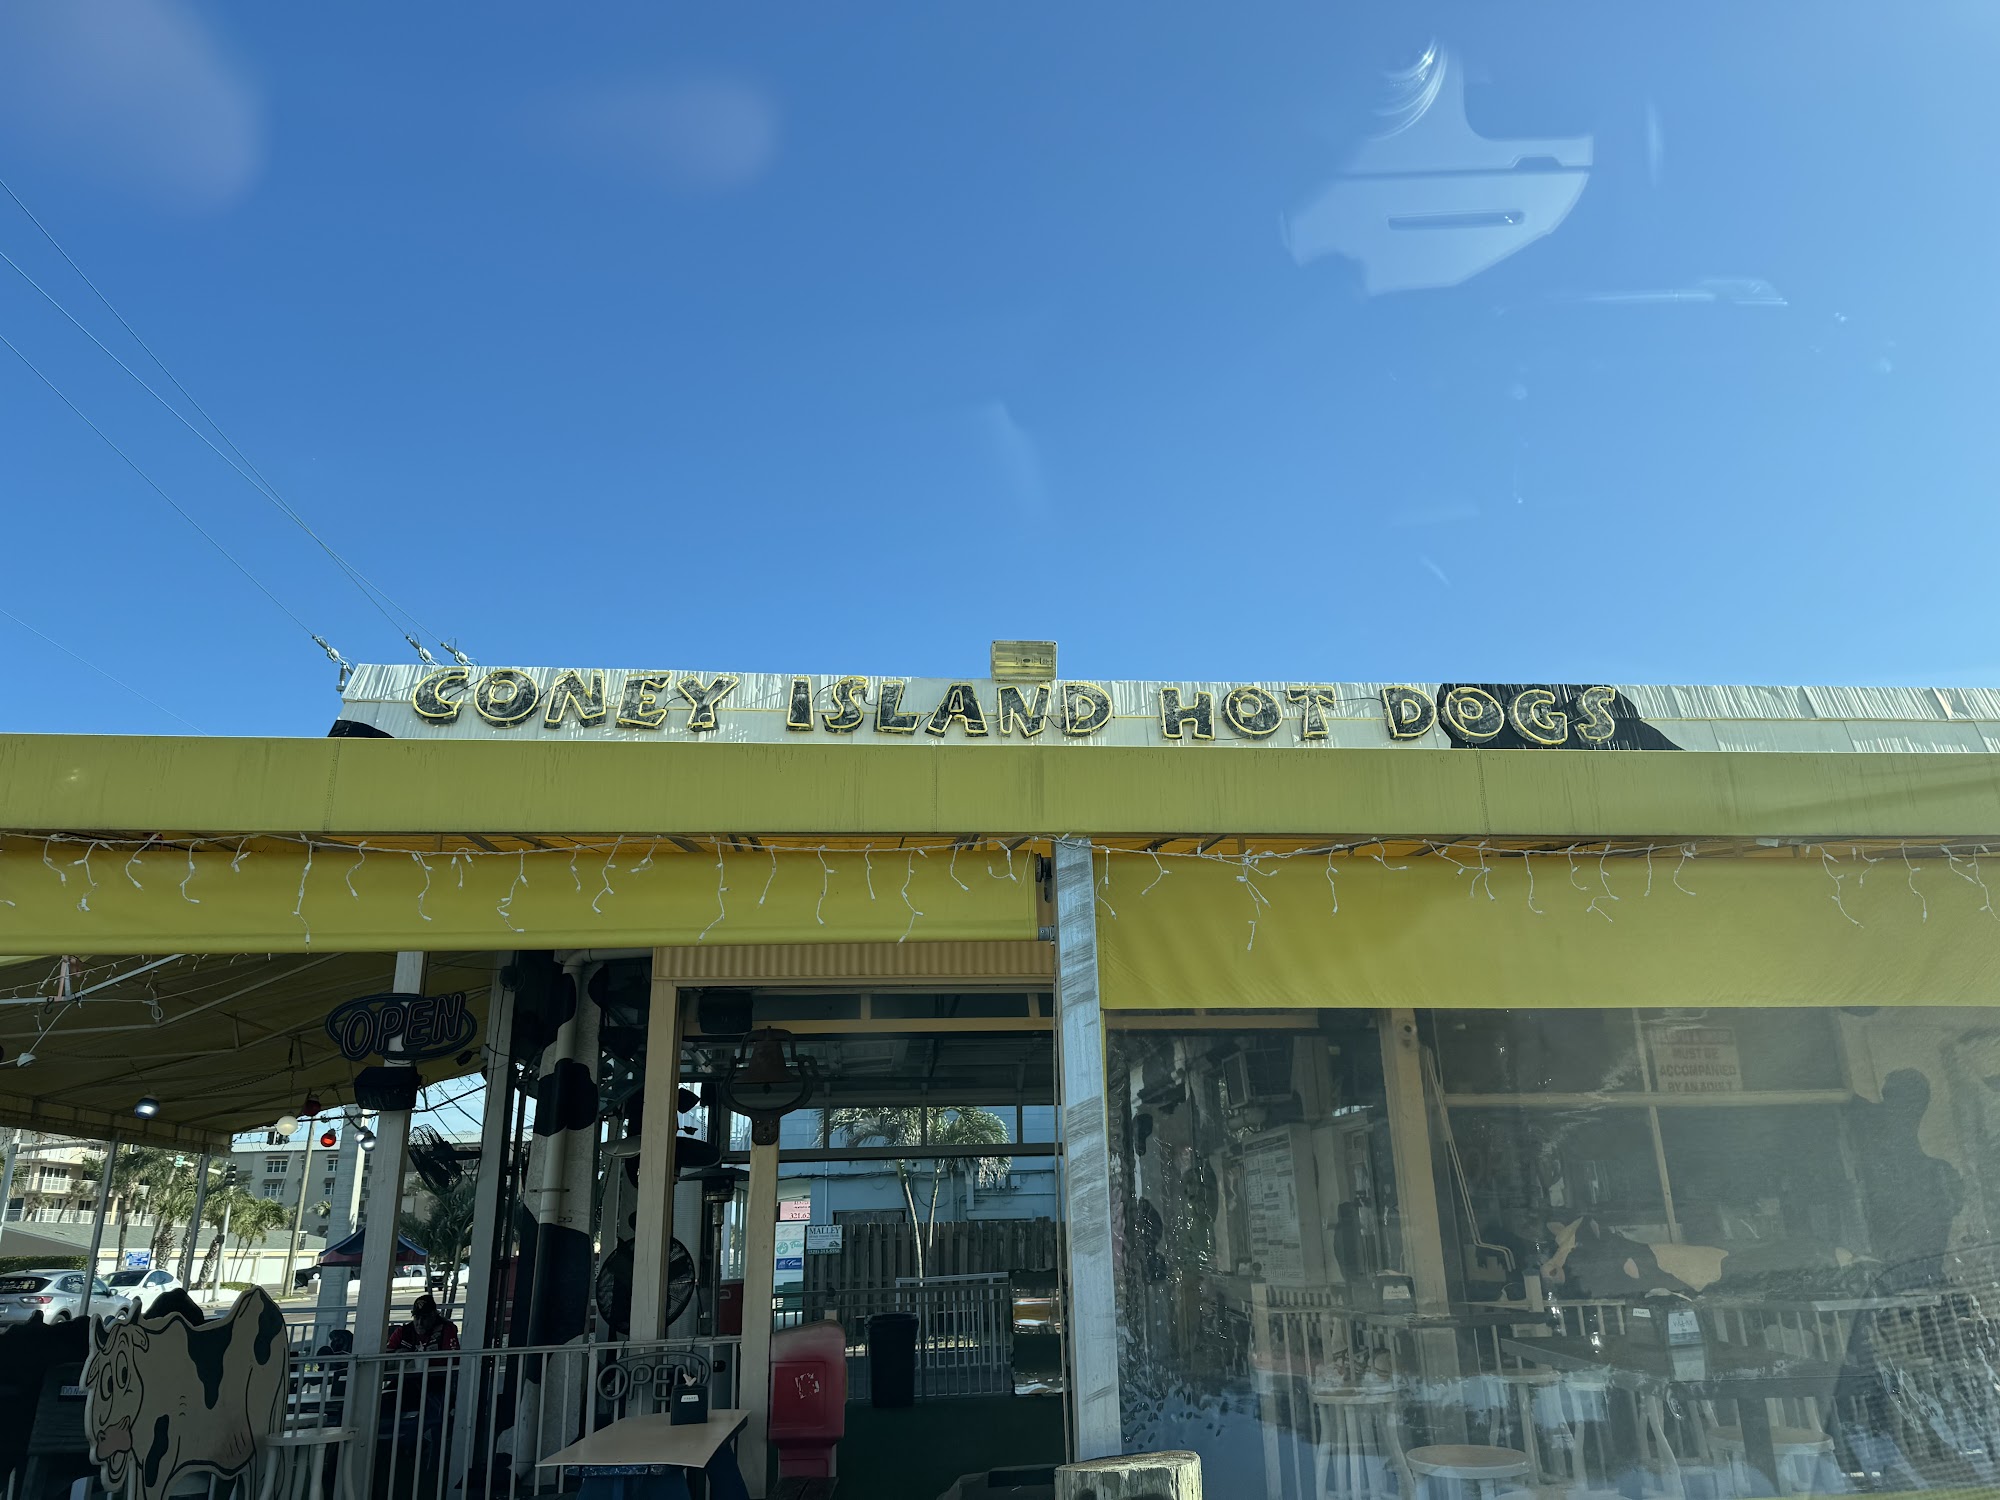 CONEY ISLAND HOT DOGS
OPEN
MUST BE
ACCOMPANIED
BY AN ADULT
MALLEY
OPEN